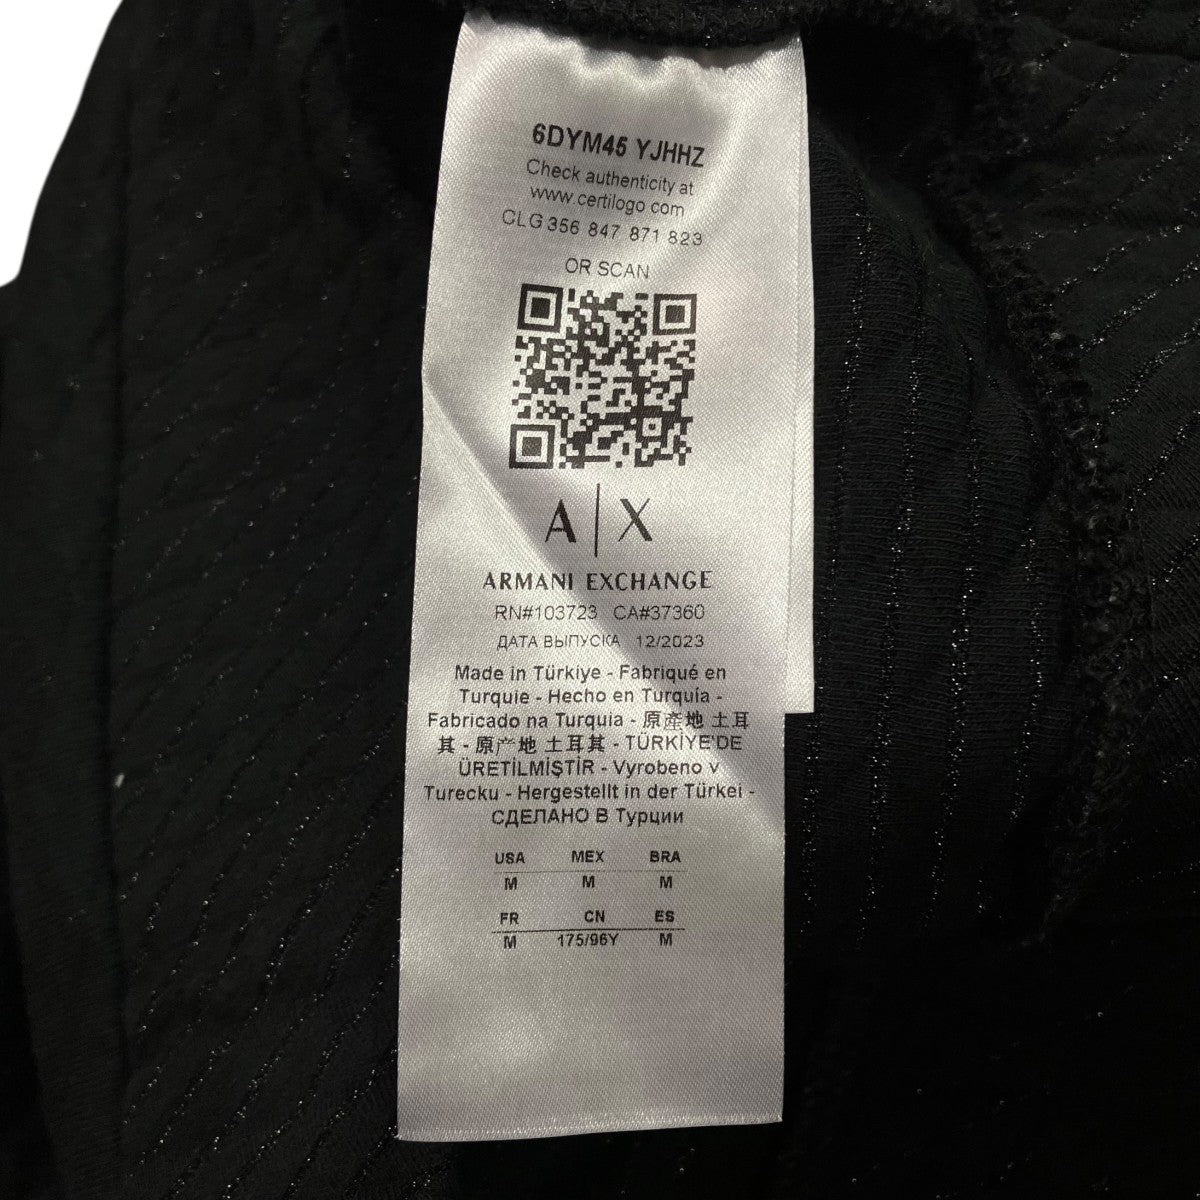 6DYM45 YJHHZ
Check authenticity at
www.certilogo com
CLG 356 847 871 823
OR SCAN
A|X
ARMANI EXCHANGE
RN#103723 CA#37360
ДАТА ВЫПУСКА 12/2023
Made in Türkiye - Fabriqué en
Turquie - Hecho en Turquía -
Fabricado na Turquia - 原產地 土耳
其 - 原产地 土耳其 - TÜRKİYE'DE
ÜRETİLMİŞTİR - Vyrobeno v
Turecku - Hergestellt in der Türkei -
СДЕЛАНО В Турции
USA MEX BRA
M M M
FR CN ES
M 175/96Y M